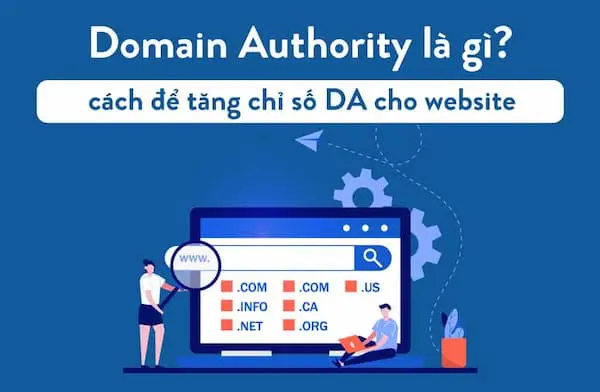 Domain Authority là gì?
cách để tăng chỉ số DA cho website
www.
.COM .COM .US
.INFO .CA
.NET .ORG